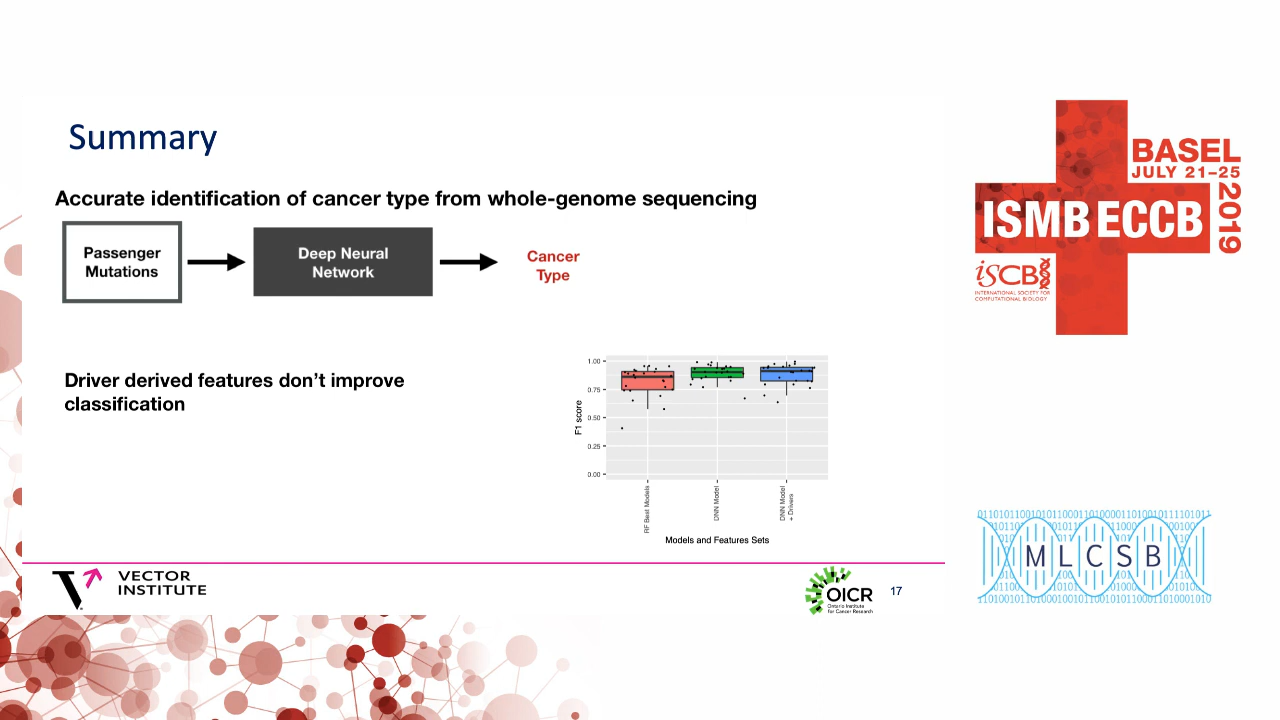 Summary
Accurate identification of cancer type from whole-genome sequencing
Passenger
Mutations
Deep Neural
Network
Cancer
Type
Driver derived features don’t improve
classification
1.00
0.75
0.50
0.25
0.00
F1 score
RF Best Models
DNN Model
DNN Model
+ Drivers
Models and Features Sets
VECTOR
INSTITUTE
OICR
Ontario Institute
for Cancer Research
17
BASEL
JULY 21–25
2019
ISMB ECCB
iSCB
INTERNATIONAL SOCIETY FOR
COMPUTATIONAL BIOLOGY
MLCSB